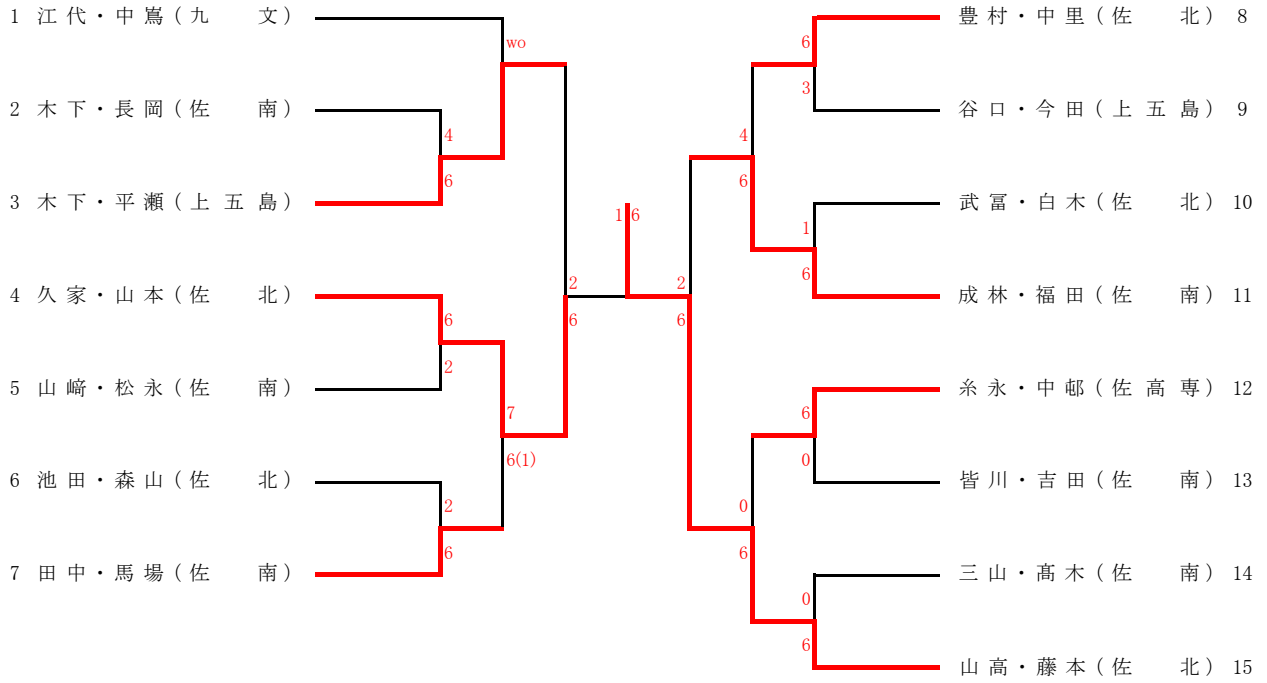 1 江代・中嶌(九 文)
wo
2 木下・長岡(佐 南)
4
6
3 木下・平瀬(上五島)
4 久家・山本(佐 北)
6
2
5 山﨑・松永(佐 南)
7
6(1)
6 池田・森山(佐 北)
2
6
7 田中・馬場(佐 南)
2
6
1 6
2
6
豊村・中里(佐 北) 8
6
3
谷口・今田(上五島) 9
4
6
武冨・白木(佐 北) 10
1
6
成林・福田(佐 南) 11
糸永・中邨(佐高専) 12
6
0
皆川・吉田(佐 南) 13
0
6
三山・髙木(佐 南) 14
0
6
山高・藤本(佐 北) 15